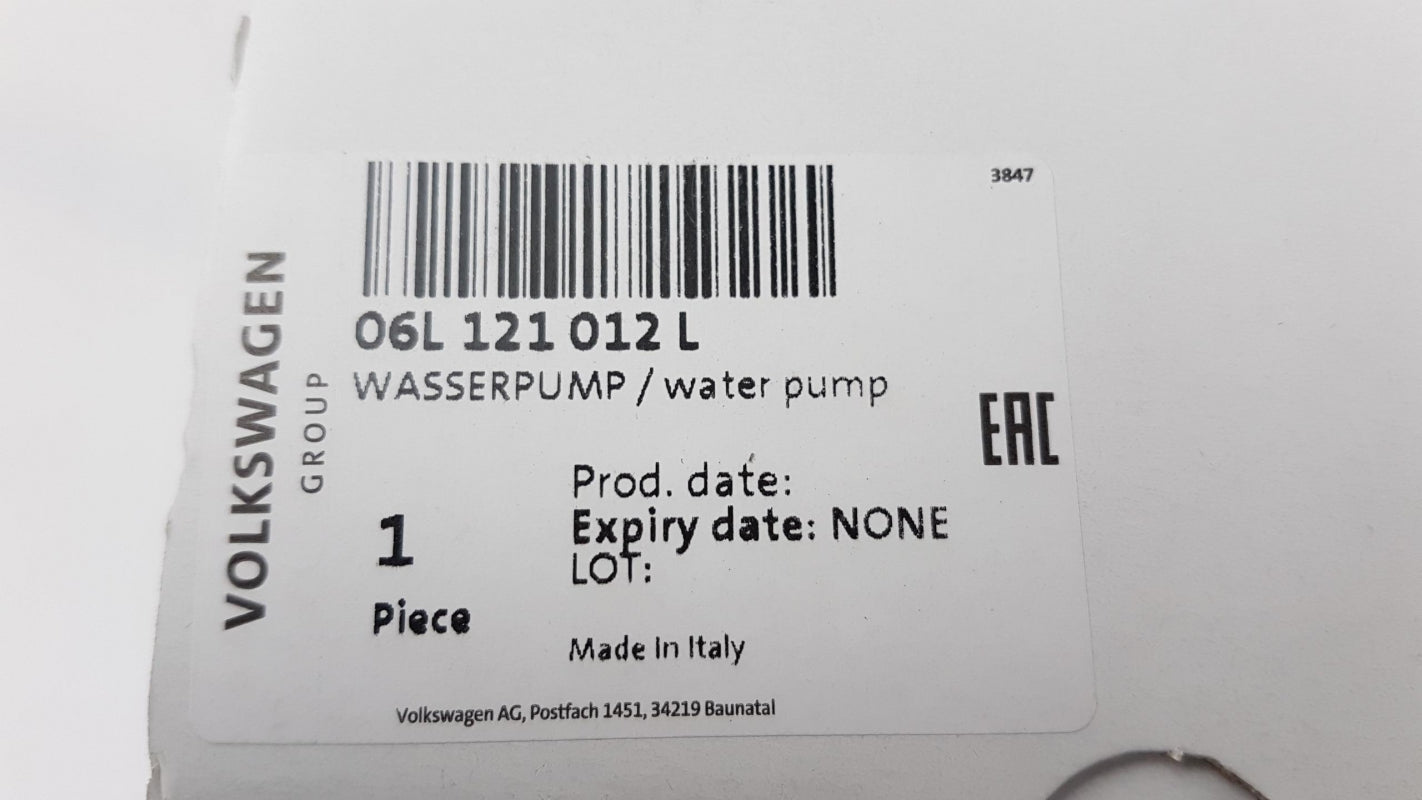 VOLKSWAGEN
GROUP
3847
06L 121 012 L
WASSERPUMP / water pump
EAC
Prod. date:
Expiry date: NONE
LOT:
1
Piece
Made In Italy
Volkswagen AG, Postfach 1451, 34219 Baunatal